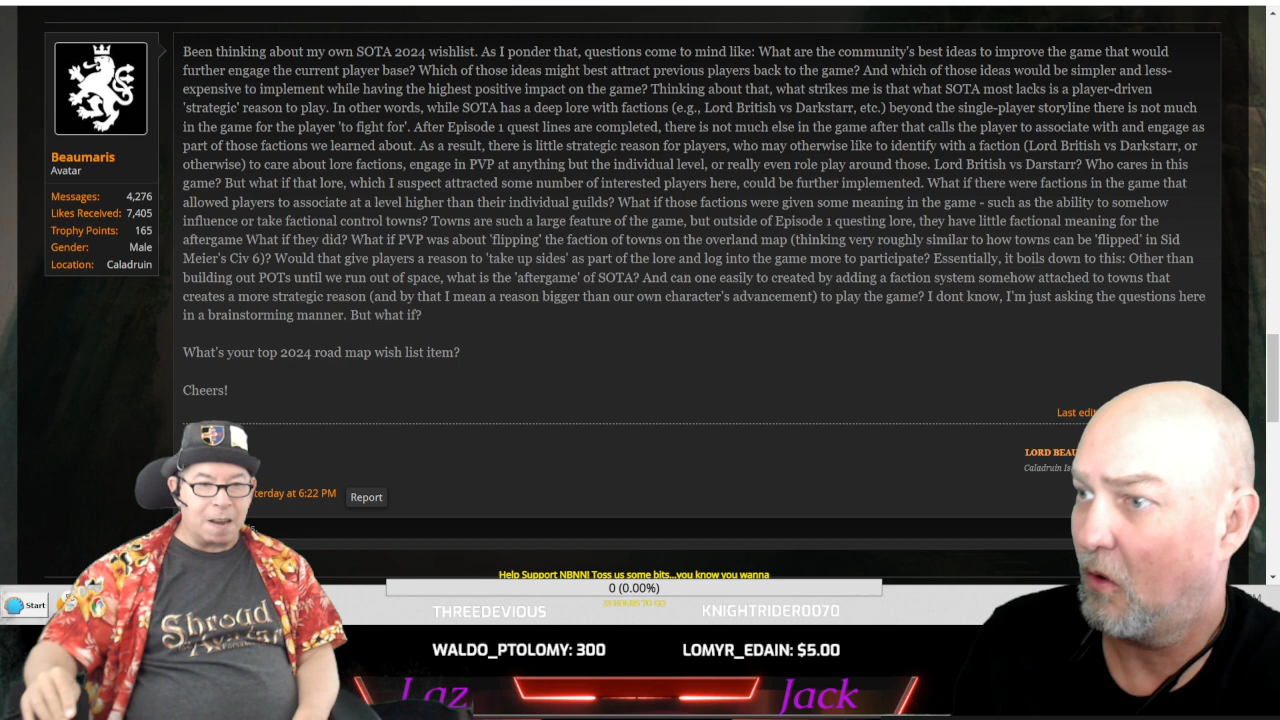 Been thinking about my own SOTA 2024 wishlist. As I ponder that, questions come to mind like: What are the community's best ideas to improve the game that would
further engage the current player base? Which of those ideas might best attract previous players back to the game? And which of those ideas would be simpler and less-
expensive to implement while having the highest positive impact on the game? Thinking about that, what strikes me is that what SOTA most lacks is a player-driven
'strategic' reason to play. In other words, while SOTA has a deep lore with factions (e.g., Lord British vs Darkstarr, etc.) beyond the single-player storyline there is not much
in the game for the player 'to fight for'. After Episode 1 quest lines are completed, there is not much else in the game after that calls the player to associate with and engage as
part of those factions we learned about. As a result, there is little strategic reason for players, who may otherwise like to identify with a faction (Lord British vs Darkstarr, or
otherwise) to care about lore factions, engage in PVP at anything but the individual level, or really even role play around those. Lord British vs Darstarr? Who cares in this
game? But what if that lore, which I suspect attracted some number of interested players here, could be further implemented. What if there were factions in the game that
allowed players to associate at a level higher than their individual guilds? What if those factions were given some meaning in the game - such as the ability to somehow
influence or take factional control towns? Towns are such a large feature of the game, but outside of Episode 1 questing lore, they have little factional meaning for the
aftergame What if they did? What if PVP was about 'flipping' the faction of towns on the overland map (thinking very roughly similar to how towns can be 'flipped' in Sid
Meier's Civ 6)? Would that give players a reason to 'take up sides' as part of the lore and log into the game more to participate? Essentially, it boils down to this: Other than
building out POTs until we run out of space, what is the 'aftergame' of SOTA? And can one easily to created by adding a faction system somehow attached to towns that
creates a more strategic reason (and by that I mean a reason bigger than our own character's advancement) to play the game? I dont know, I'm just asking the questions here
in a brainstorming manner. But what if?
What's your top 2024 road map wish list item?
Cheers!
Beaumaris
Avatar
Messages: 4,276
Likes Received: 7,405
Trophy Points: 165
Gender: Male
Location: Caladruin
Last edi
LORD BEAU
Caladruin Is
terday at 6:22 PM
Report
Help Support NBNN! Toss us some bits...you know you wanna
0 (0.00%)
Start
THREEDEVIOUS
KNIGHTRIDER0070
WALDO_PTOLOMY: 300
LOMYR_EDAIN: $5.00
Shroud
Laz
Jack